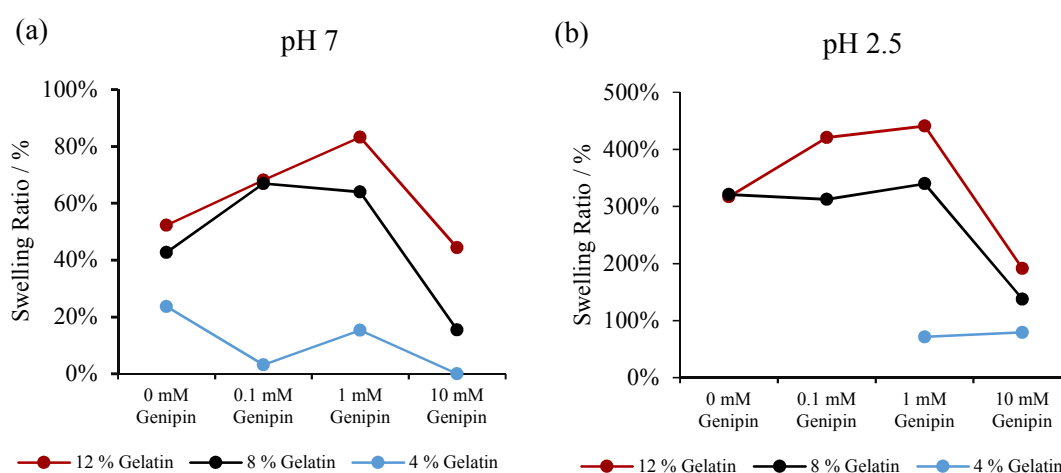 (a)
pH 7
Swelling Ratio / %
100%
80%
60%
40%
20%
0%
0 mM 0.1 mM 1 mM 10 mM
Genipin Genipin Genipin Genipin
12 % Gelatin 8 % Gelatin 4 % Gelatin
(b)
pH 2.5
Swelling Ratio / %
500%
400%
300%
200%
100%
0%
0 mM 0.1 mM 1 mM 10 mM
Genipin Genipin Genipin Genipin
12 % Gelatin 8 % Gelatin 4 % Gelatin